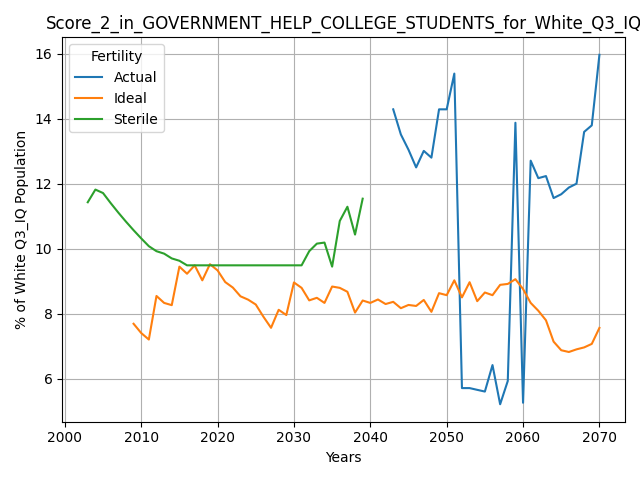 Score_2_in_GOVERNMENT_HELP_COLLEGE_STUDENTS_for_White_Q3_IQ
Fertility
Actual
Ideal
Sterile
% of White Q3_IQ Population
16
14
12
10
8
6
2000 2010 2020 2030 2040 2050 2060 2070
Years